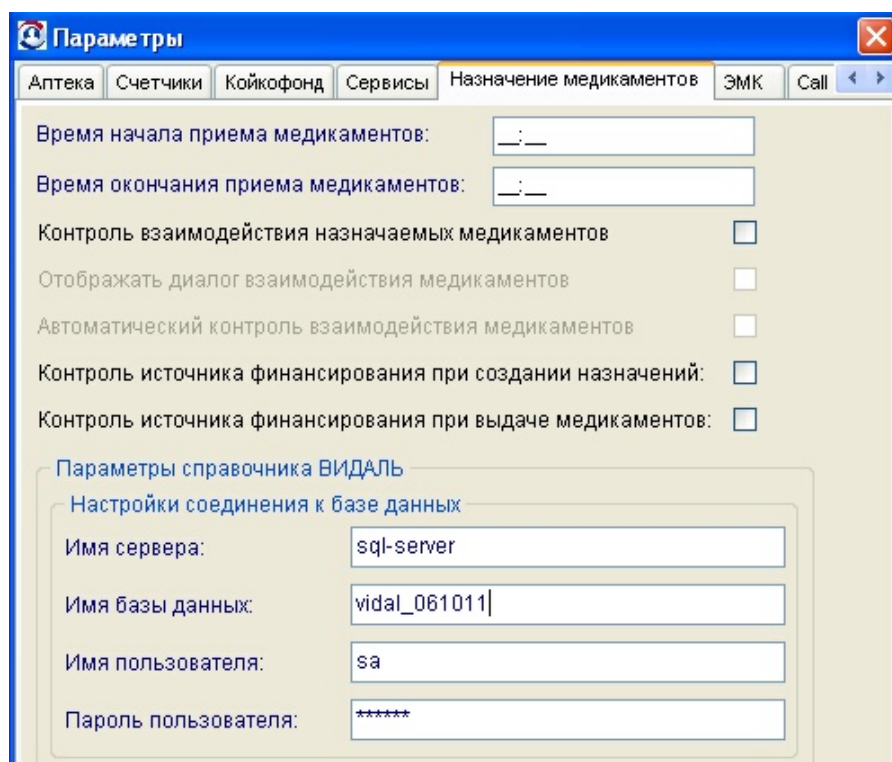 Параметры
Аптека Счетчики Койкофонд Сервисы Назначение медикаментов ЭМК Call
Время начала приема медикаментов: __:__
Время окончания приема медикаментов: __:__
Контроль взаимодействия назначаемых медикаментов
Отображать диалог взаимодействия медикаментов
Автоматический контроль взаимодействия медикаментов
Контроль источника финансирования при создании назначений:
Контроль источника финансирования при выдаче медикаментов:
Параметры справочника ВИДАЛЬ
Настройки соединения к базе данных
Имя сервера: sql-server
Имя базы данных: vidal_061011
Имя пользователя: sa
Пароль пользователя: ******